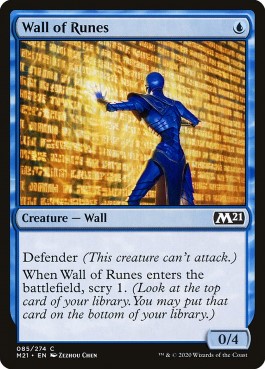 Wall of Runes
Creature — Wall
M21
Defender (This creature can't attack.)
When Wall of Runes enters the
battlefield, scry 1. (Look at the top
card of your library. You may put that
card on the bottom of your library.)
0/4
085/274 C
M21 • EN ZEZHOU CHEN
™ & © 2020 Wizards of the Coast